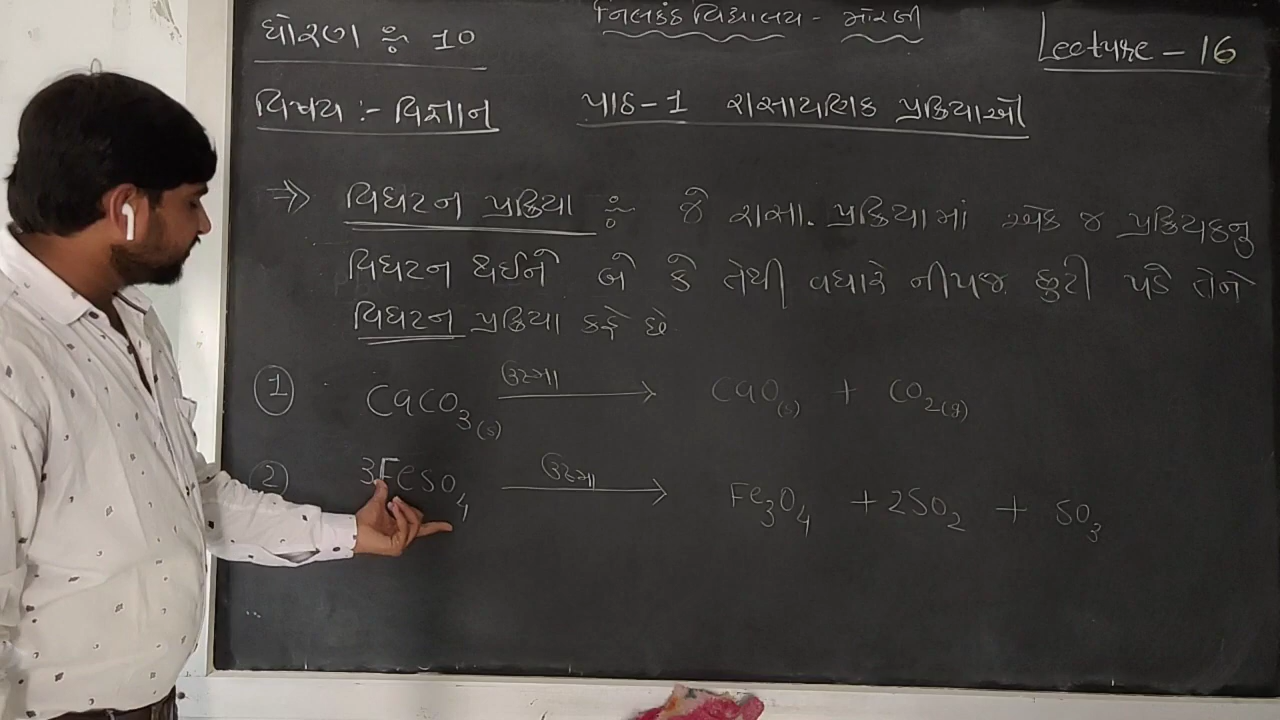 નિલકંઠ વિદ્યાલય - મોરબી
ધોરણ ઃ 10
Lecture - 16
વિષય :- વિજ્ઞાન પાઠ-1 રાસાયણિક પ્રક્રિયાઓ
⇒ વિઘટન પ્રક્રિયા ઃ જે રાસા. પ્રક્રિયામાં એક જ પ્રક્રિયકનુ
વિઘટન થઈને બે કે તેથી વધારે નીપજ છુટી પડે તેને
વિઘટન પ્રક્રિયા કહે છે
1 CaCO₃(s) ઉષ્મા → CaO(s) + CO₂(g)
2 3FeSO₄ ઉષ્મા → Fe₃O₄ + 2SO₂ + SO₃